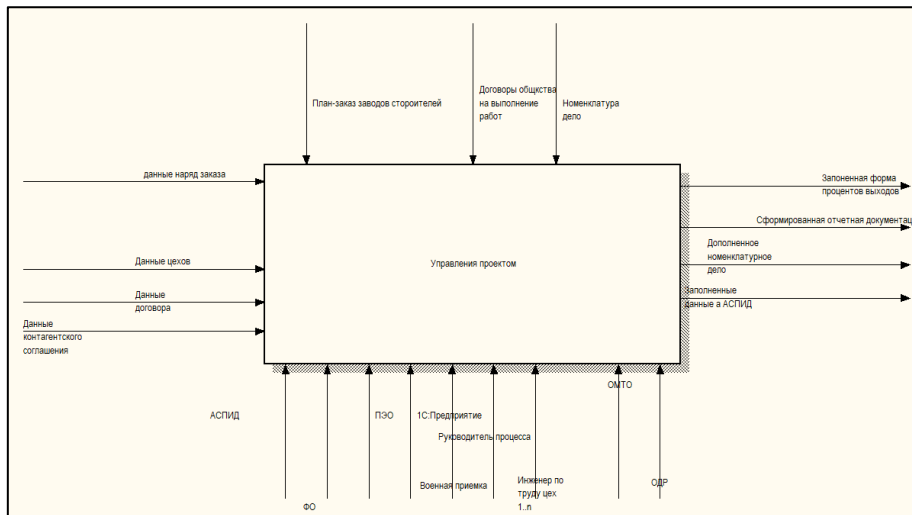 План-заказ заводов стороителей
Договоры общкства
на выполнение
работ
Номенклатура
дело
данные наряд заказа
Данные цехов
Данные
договора
Данные
контагентского
соглашения
Управления проектом
Запоненная форма
процентов выходов
Сформированная отчетная документац
Дополненное
номенклатурное
дело
Заполненные
данные а АСПИД
ОМТО
АСПИД
ПЭО
1С:Предприятие
Руководитель процесса
Военная приемка
Инженер по
труду цех
1..n
ОДР
ФО